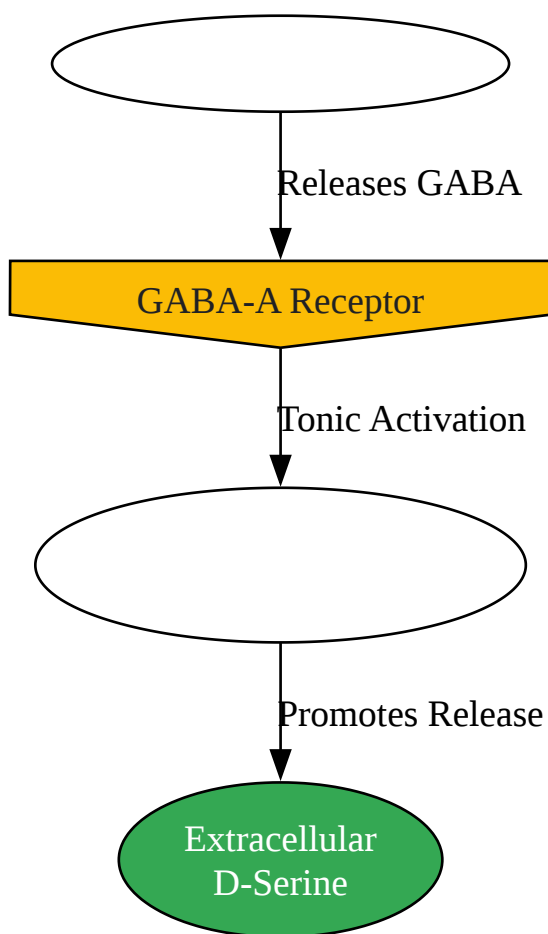 Releases GABA
GABA-A Receptor
Tonic Activation
Promotes Release
Extracellular
D-Serine